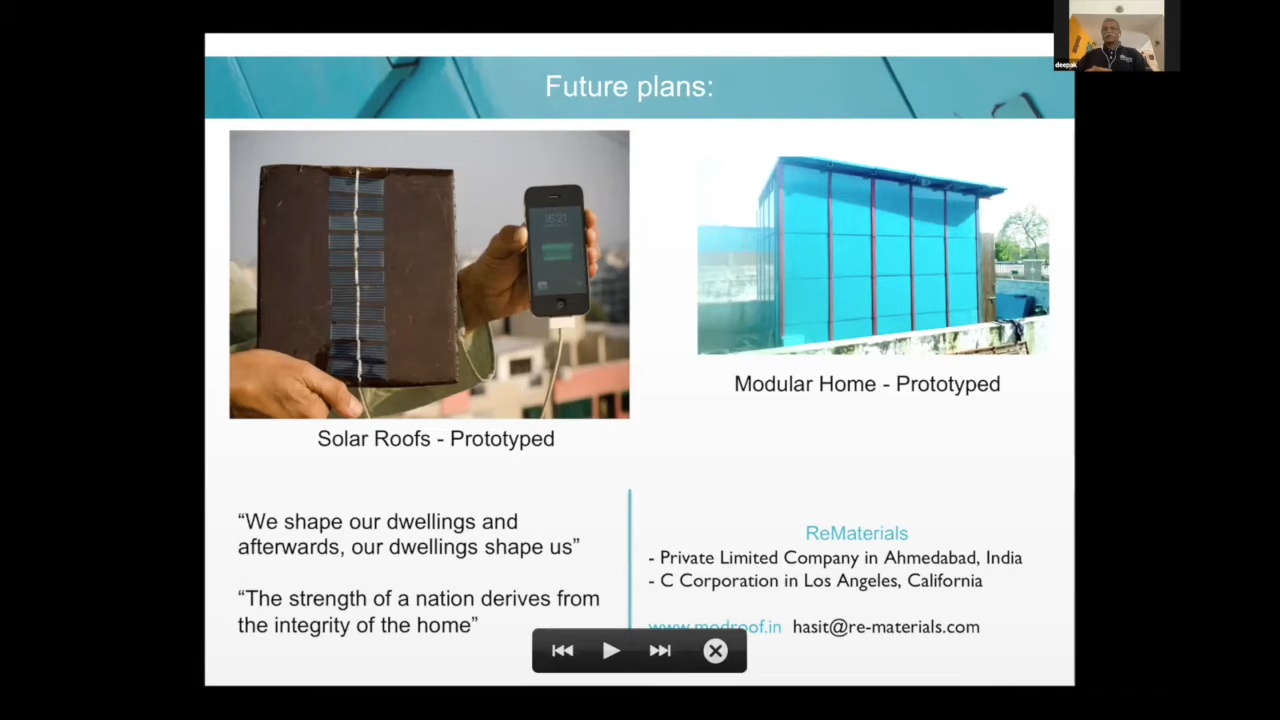 deepak
Future plans:
16:21
Solar Roofs - Prototyped
Modular Home - Prototyped
“We shape our dwellings and
afterwards, our dwellings shape us”
“The strength of a nation derives from
the integrity of the home”
ReMaterials
- Private Limited Company in Ahmedabad, India
- C Corporation in Los Angeles, California
www.modroof.in hasit@re-materials.com